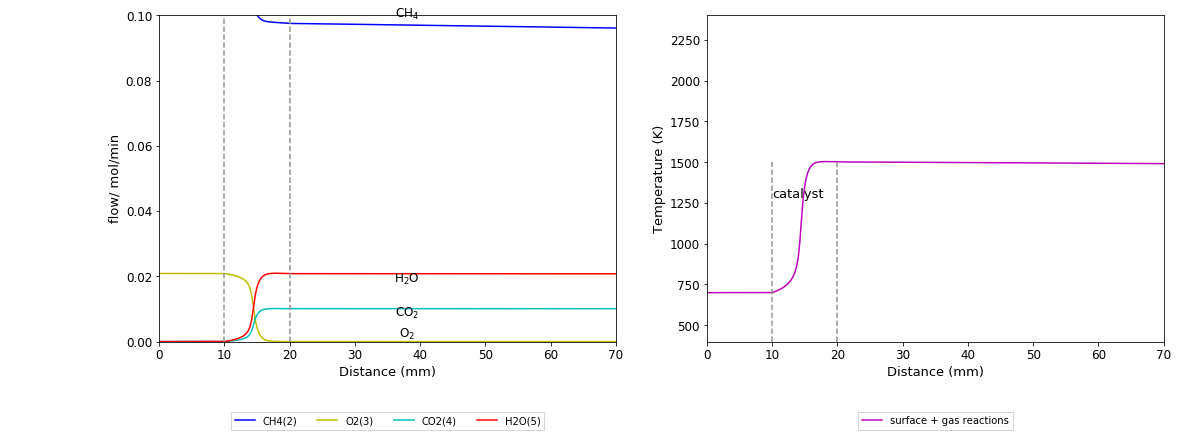 0.10
0.08
0.06
0.04
0.02
0.00
flow/ mol/min
CH₄
H₂O
CO₂
O₂
0 10 20 30 40 50 60 70
Distance (mm)
CH4(2) O2(3) CO2(4) H2O(5)
2250
2000
1750
1500
1250
1000
750
500
Temperature (K)
catalyst
0 10 20 30 40 50 60 70
Distance (mm)
surface + gas reactions